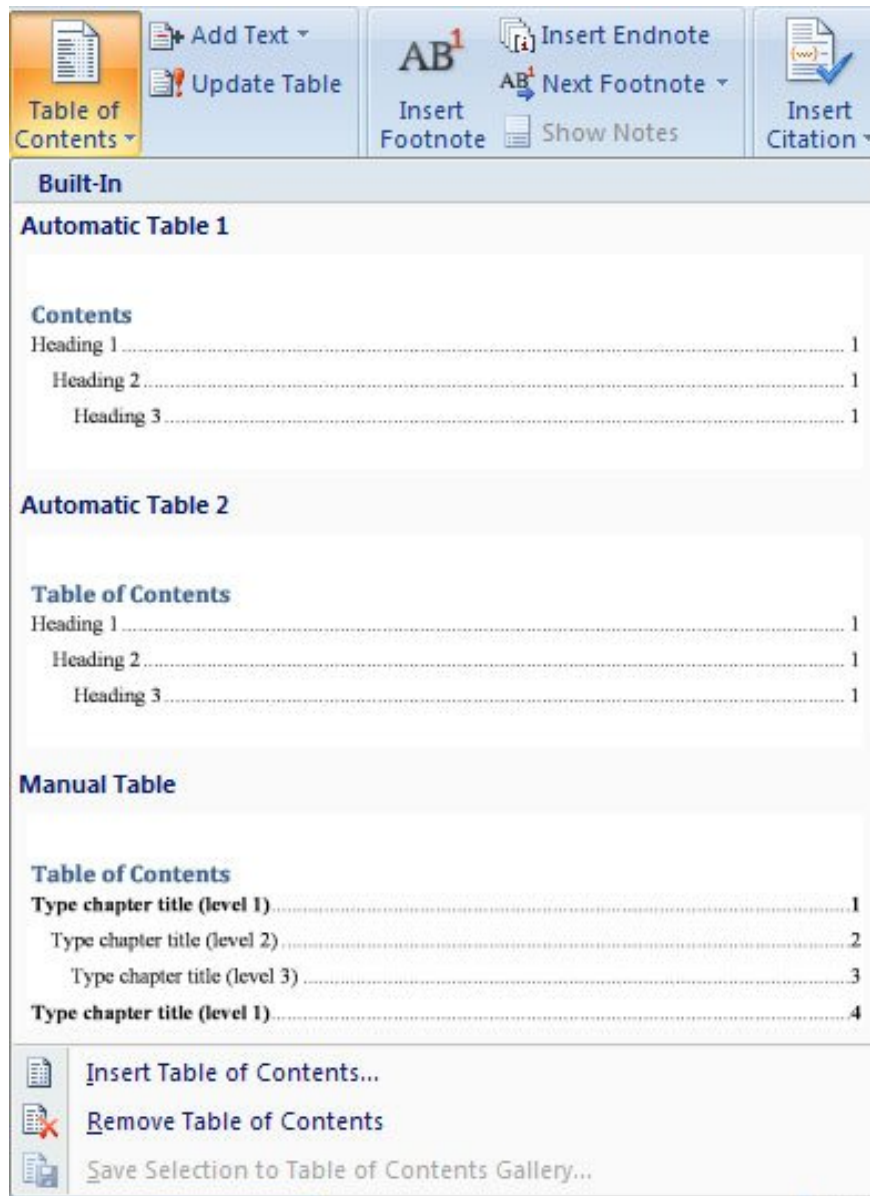 Add Text
Update Table
Table of
Contents
AB1
Insert
Footnote
Insert Endnote
AB1 Next Footnote
Show Notes
Insert
Citation
Built-In
Automatic Table 1
Contents
Heading 1 1
Heading 2 1
Heading 3 1
Automatic Table 2
Table of Contents
Heading 1 1
Heading 2 1
Heading 3 1
Manual Table
Table of Contents
Type chapter title (level 1) 1
Type chapter title (level 2) 2
Type chapter title (level 3) 3
Type chapter title (level 1) 4
Insert Table of Contents...
Remove Table of Contents
Save Selection to Table of Contents Gallery...